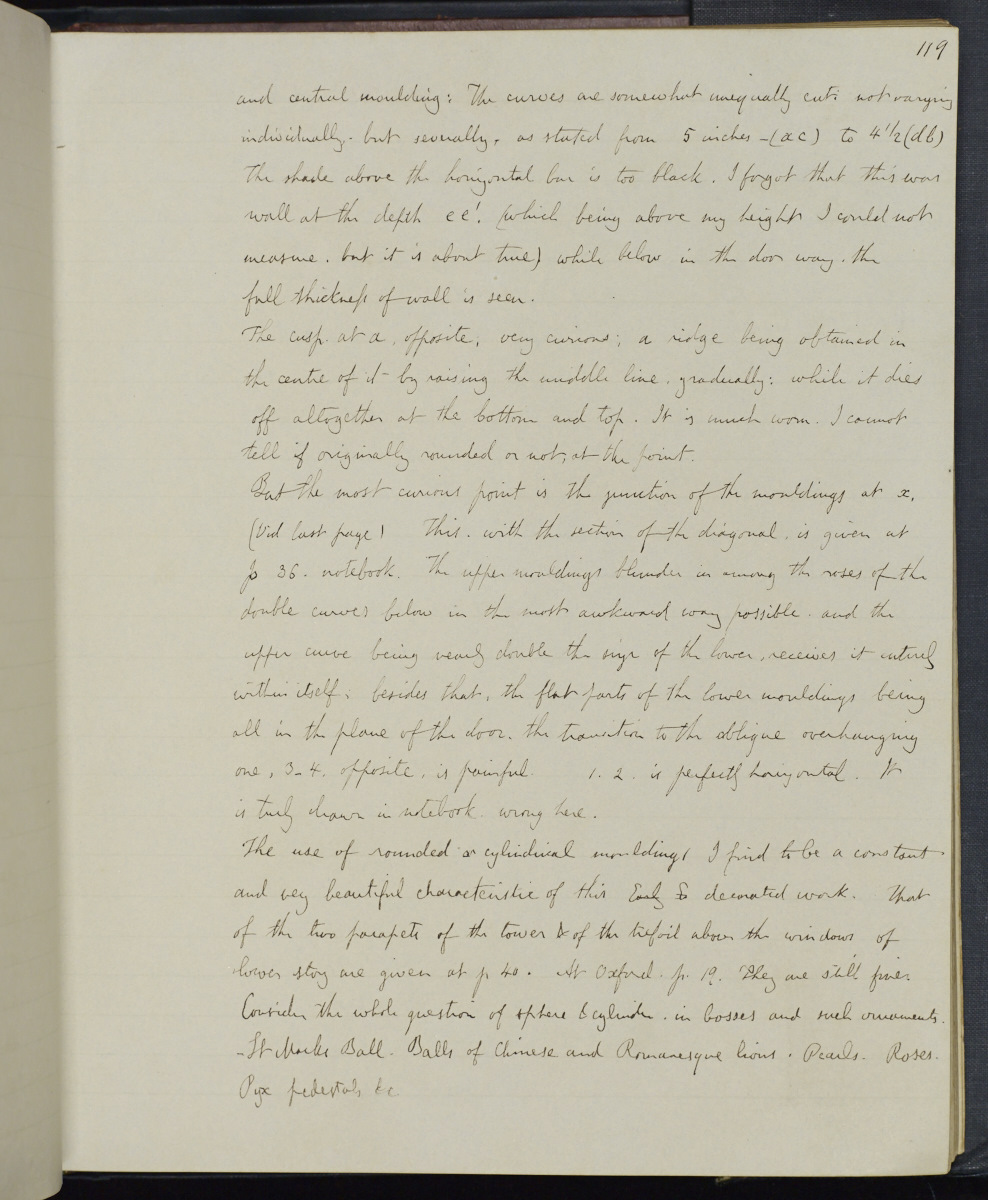 119
and central moulding: The curves are somewhat unequally cut: not varying
individually. but severally. as stated from 5 inches -(ac) to 4 1/2 (db)
The shade above the horizontal bar is too black. I forgot that this was
wall at the depth ee'. (which being above my height I could not
measure. but it is about true) while below in the door way. the
full thickness of wall is seen.
The cusp. at a, opposite, very curious; a ridge being obtained in
the centre of it by raising the middle line, gradually: while it dies
off altogether at the bottom and top. It is much worn. I cannot
tell if originally rounded or not, at the point.
But the most curious point is the junction of the mouldings at x.
(Vid last page) This. with the section of the diagonal, is given at
p 36. notebook. The upper mouldings blunder in among the roses of the
double curves below in the most awkward way possible. and the
upper curve being nearly double the size of the lower, receives it entirely
within itself: besides that, the flat parts of the lower mouldings being
all in the plane of the door. the transition to the oblique overhanging
one, 3-4. opposite, is painful. 1. 2. is perfectly horizontal. It
is truly drawn in notebook. wrong here.
The use of rounded or cylindrical mouldings I find to be a constant
and very beautiful characteristic of this Early decorated work. That
of the two parapets of the tower & of the trefoil above the windows of
lower story are given at p 40. At Oxford. p. 19. They are still finer.
Consider the whole question of sphere & cylinder. in bosses and such ornaments.
-St Marks Ball. Balls of Chinese and Romanesque lions. Pearls. Roses.
Pyx pedestals &c